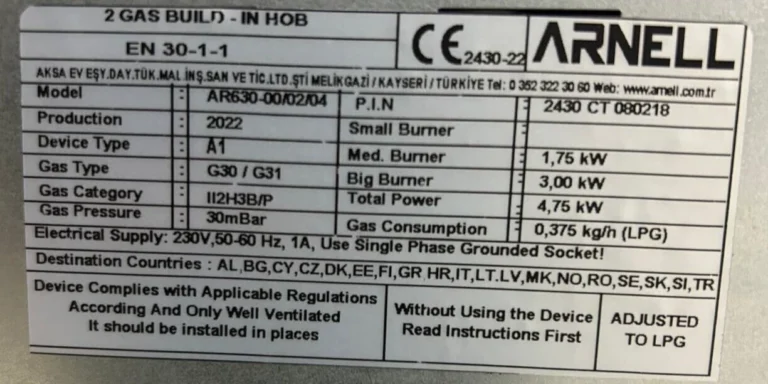 2 GAS BUILD - IN HOB
EN 30-1-1
CE 2430-22 ARNELL
AKSA EV EŞY.DAY.TÜK.MAL.İNŞ.SAN VE TİC.LTD.ŞTİ MELİKGAZİ / KAYSERİ / TÜRKİYE Tel: 0 352 322 30 60 Web: www.arnell.com.tr
Model : AR630-00/02/04 P.I.N : 2430 CT 080218
Production : 2022 Small Burner
Device Type : A1 Med. Burner : 1,75 kW
Gas Type : G30 / G31 Big Burner : 3,00 kW
Gas Category : II2H3B/P Total Power : 4,75 kW
Gas Pressure : 30mBar Gas Consumption : 0,375 kg/h (LPG)
Electrical Supply: 230V,50-60 Hz, 1A, Use Single Phase Grounded Socket!
Destination Countries : AL,BG,CY,CZ,DK,EE,FI,GR,HR,IT,LT.LV,MK,NO,RO,SE,SK,SI,TR
Device Complies with Applicable Regulations
According And Only Well Ventilated
It should be installed in places
Without Using the Device
Read Instructions First
ADJUSTED
TO LPG